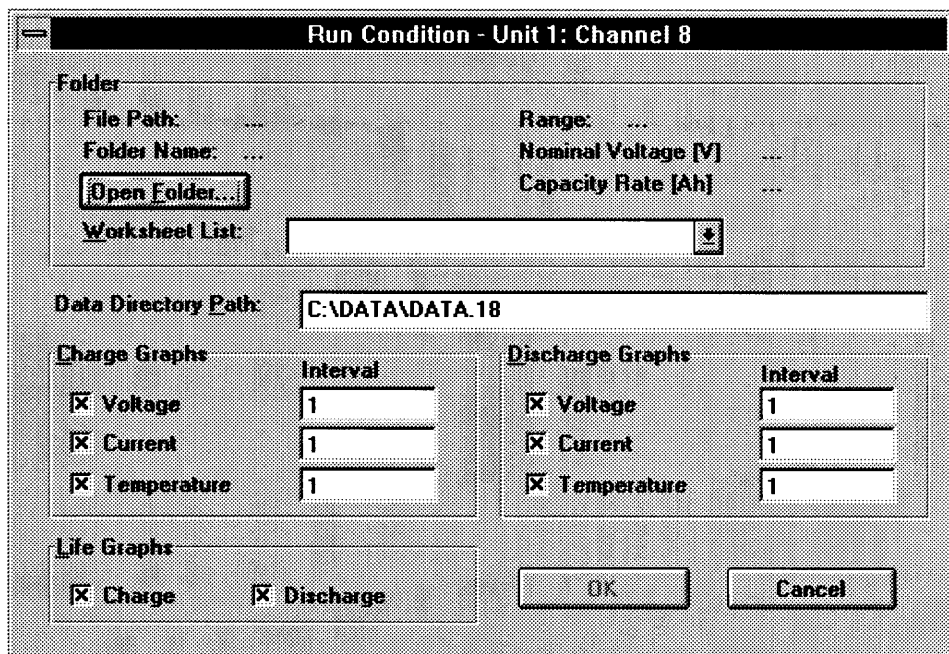 Run Condition - Unit 1: Channel 8
Folder
File Path: ...
Range: ...
Folder Name: ...
Nominal Voltage [V] ...
Open Folder...
Capacity Rate [Ah] ...
Worksheet List:
Data Directory Path: C:\DATA\DATA.18
Charge Graphs
Interval
Voltage 1
Current 1
Temperature 1
Discharge Graphs
Interval
Voltage 1
Current 1
Temperature 1
Life Graphs
Charge Discharge
OK Cancel